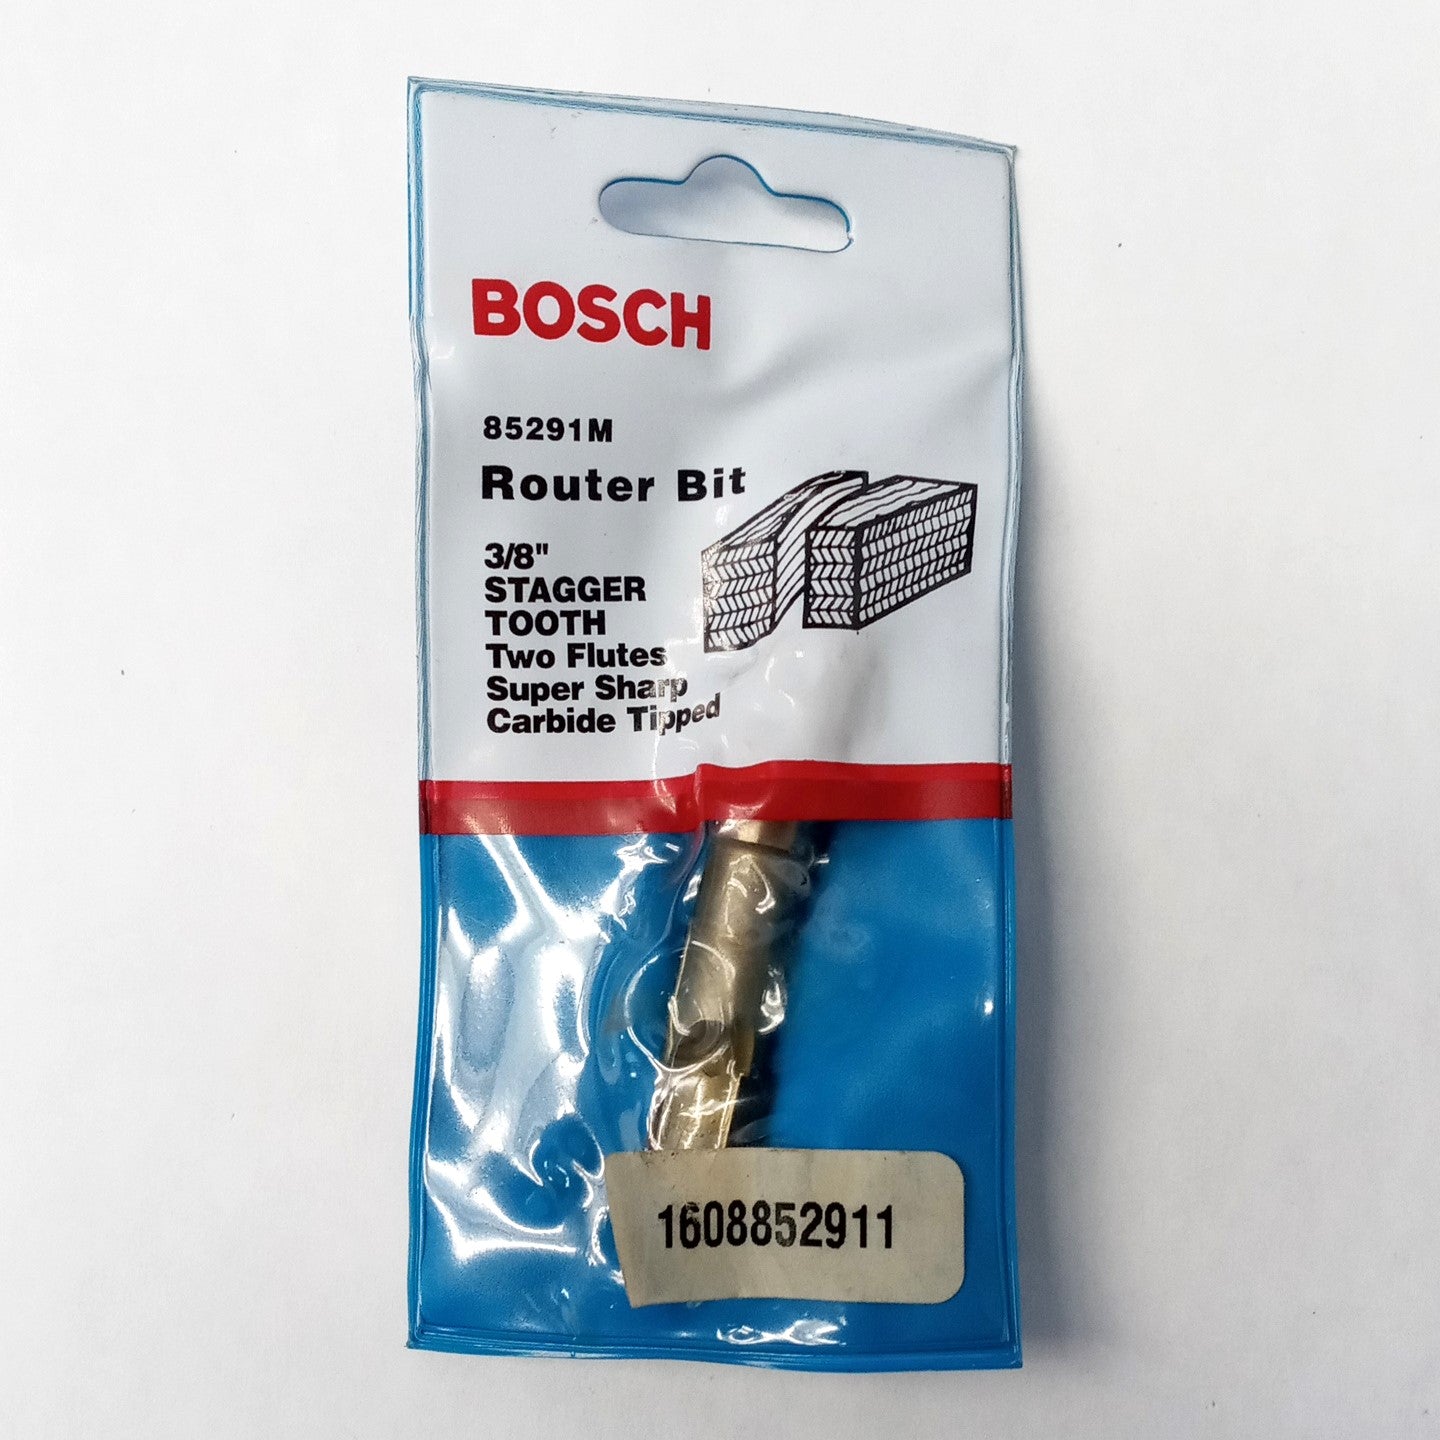 BOSCH
85291M
Router Bit
3/8"
STAGGER
TOOTH
Two Flutes
Super Sharp
Carbide Tipped
1608852911